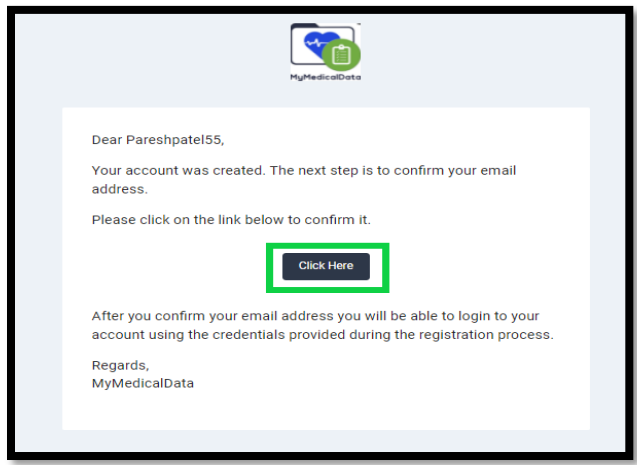 MyMedicalData
Dear Pareshpatel55,
Your account was created. The next step is to confirm your email
address.
Please click on the link below to confirm it.
Click Here
After you confirm your email address you will be able to login to your
account using the credentials provided during the registration process.
Regards,
MyMedicalData